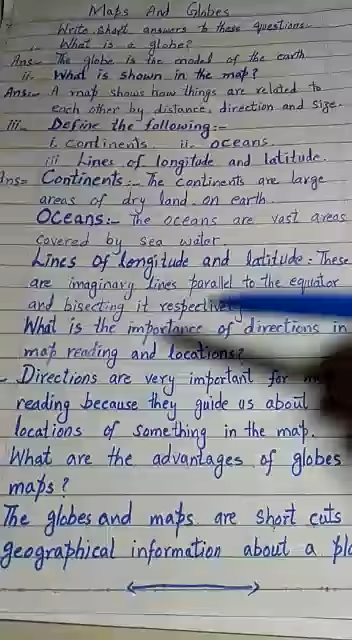 Maps And Globes
Write short answers to these questions.
i. What is a globe?
Ans= The globe is the model of the earth
ii. What is shown in the map?
Ans:- A map shows how things are related to
each other by distance, direction and size.
iii. Define the following:-
i. continents ii. oceans.
iii Lines of longitude and latitude.
Ans= Continents:- The continents are large
areas of dry land on earth.
Oceans:- The oceans are vast areas
covered by sea water.
Lines of longitude and latitude: These
are imaginary lines parallel to the equator
and bisecting it
What is the importance of directions in
map reading and locations?
Directions are very important for
reading because they guide us about
locations of something in the map.
What are the advantages of globes
maps?
The globes and maps are short cuts
geographical information about a